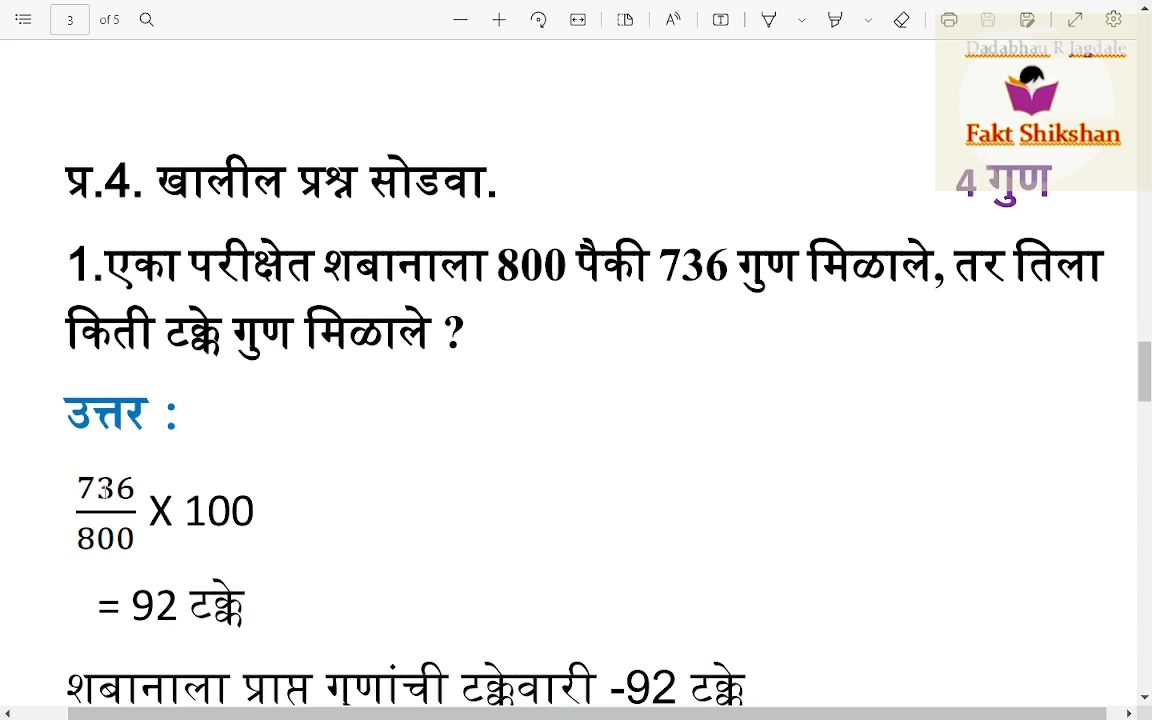 3 of 5
Dadabhau R Jagdale
Fakt Shikshan
प्र.4. खालील प्रश्न सोडवा. 4 गुण
1.एका परीक्षेत शबानाला 800 पैकी 736 गुण मिळाले, तर तिला
किती टक्के गुण मिळाले ?
उत्तर :
736
800 X 100
= 92 टक्के
शबानाला प्राप्त गुणांची टक्केवारी -92 टक्के